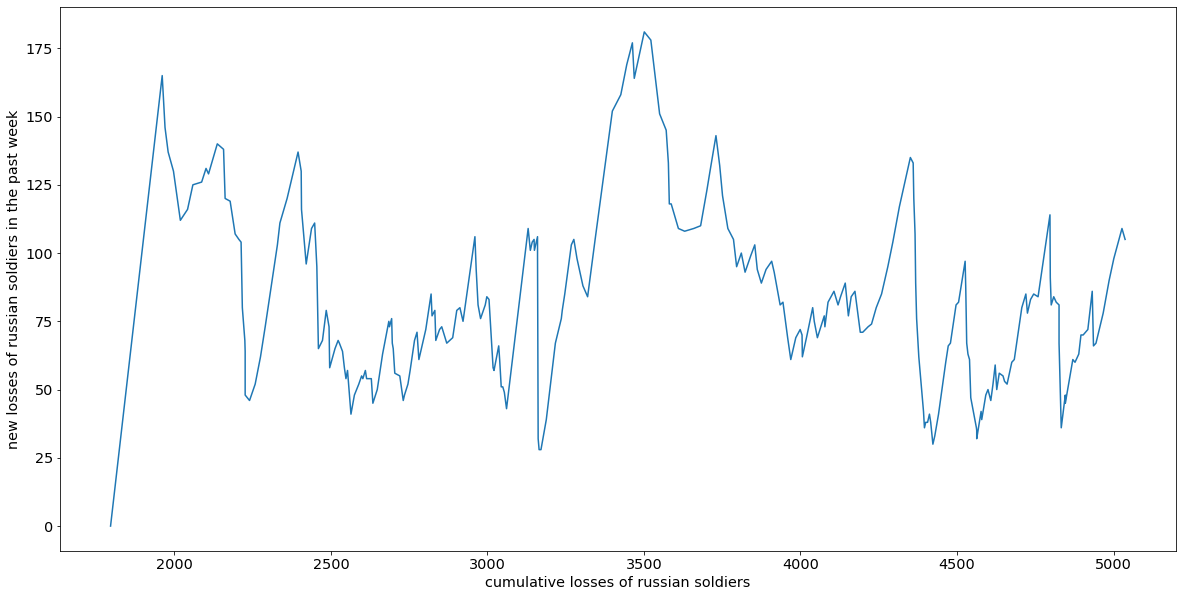 175
150
125
100
75
50
25
0
new losses of russian soldiers in the past week
2000 2500 3000 3500 4000 4500 5000
cumulative losses of russian soldiers